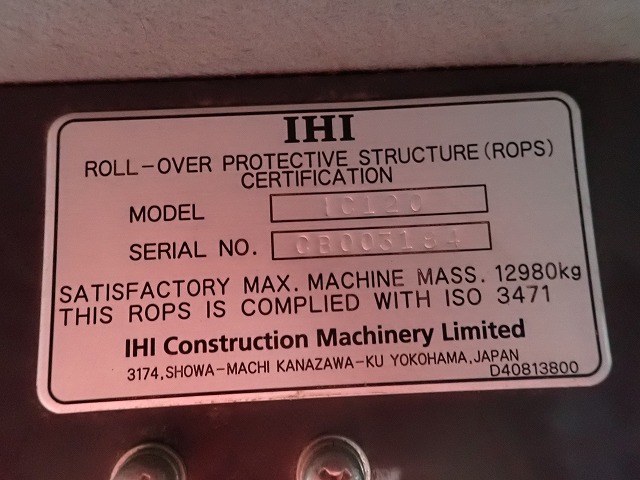 IHI
ROLL-OVER PROTECTIVE STRUCTURE (ROPS)
CERTIFICATION
MODEL IC120
SERIAL NO. CB003184
SATISFACTORY MAX. MACHINE MASS. 12980kg
THIS ROPS IS COMPLIED WITH ISO 3471
IHI Construction Machinery Limited
3174,SHOWA-MACHI KANAZAWA-KU YOKOHAMA,JAPAN
D40813800